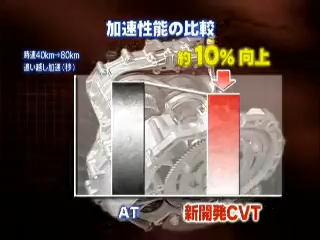 加速性能の比較
時速40km→80km
追い越し加速(秒)
約10%向上
AT
新開発CVT